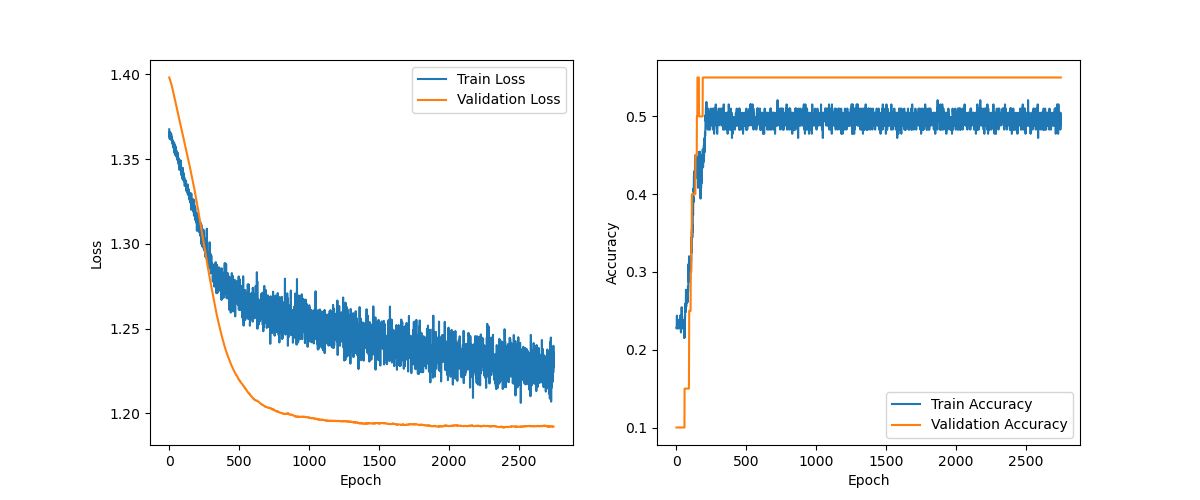 1.40
1.35
1.30
1.25
1.20
Loss
0
500
1000
1500
2000
2500
Epoch
Train Loss
Validation Loss
0.5
0.4
0.3
0.2
0.1
Accuracy
0
500
1000
1500
2000
2500
Epoch
Train Accuracy
Validation Accuracy